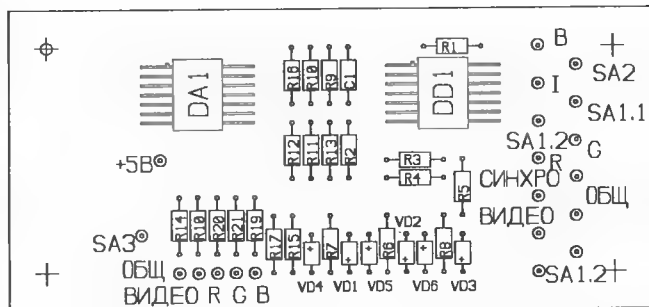 R1
B
SA2
DA1
R18 R10 R9 C1
DD1
I
SA1.1
SA1.2
G
R12 R11 R13 R2
R3
R
+5В
R4
R5
СИНХРО
ОБЩ
R14 R10 R20 R21 R19
VD2
ВИДЕО
SA3
R17 R15 R7 R6 R8
ОБЩ
SA1.2
ВИДЕО R G B
VD4 VD1 VD5 VD6 VD3